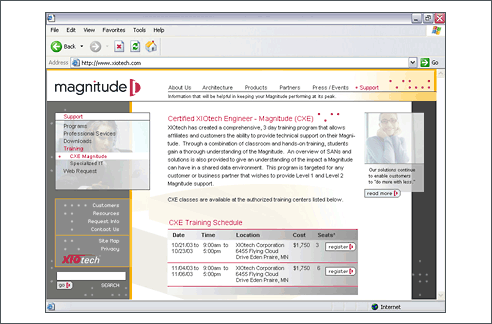 File Edit View Favorites Tools Help
Back
Address http://www.xiotech.com Go
magnitude
About Us Architecture Products Partners Press / Events + Support
Information that will be helpful in keeping your Magnitude performing at its peak.
Support
Programs
Professional Services
Downloads
Training
+ CXE Magnitude
Specialized IT
Web Request
Customers
Resources
Request Info
Contact Us
Site Map
Privacy
XIOtech
go SEARCH
Certified XIOtech Engineer - Magnitude (CXE)
XIOtech has created a comprehensive, 3 day training program that allows
affiliates and customers the ability to provide technical support on their Magni-
tude. Through a combination of classroom and hands-on training, students
gain a thorough understanding of the Magnitude. An overview of SANs and
solutions is also provided to give an understanding of the impact a Magnitude
can have in a shared data environment. This program is targeted for any
customer or business partner that wishes to provide Level 1 and Level 2
Magnitude support.
CXE classes are available at the authorized training centers listed below.
CXE Training Schedule
Date Time Location Cost Seats*
10/21/03 to 9:00am to XIOtech Corporation $1,750 3 register
10/23/03 5:00pm 6455 Flying Cloud
Drive Eden Praire, MN
11/04/03 to 9:00am to XIOtech Corporation $1,750 6 register
11/06/03 5:00pm 6455 Flying Cloud
Drive Eden Praire, MN
Our solutions continue
to enable customers
to "do more with less."
read more
Internet